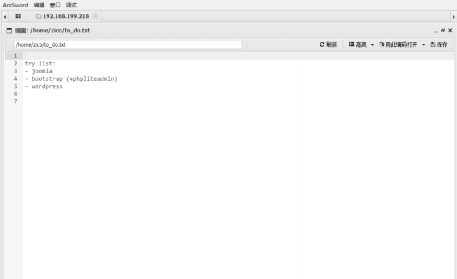 AntSword 编辑 窗口 调试
192.168.199.218
编辑: /home/zico/to_do.txt
/home/zico/to_do.txt 刷新 高亮 用此编码打开 保存
1
2 try list:
3 - joomla
4 - bootstrap (+phpliteadmin)
5 - wordpress
6
7